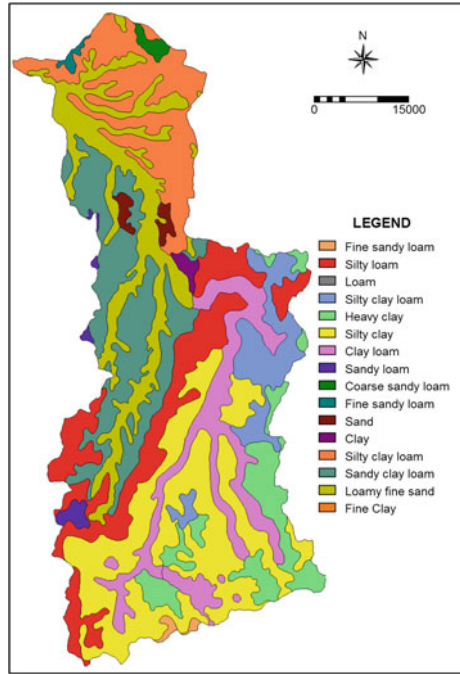 N
15000
LEGEND
Fine sandy loam
Silty loam
Loam
Silty clay loam
Heavy clay
Silty clay
Clay loam
Sandy loam
Coarse sandy loam
Fine sandy loam
Sand
Clay
Silty clay loam
Sandy clay loam
Loamy fine sand
Fine Clay